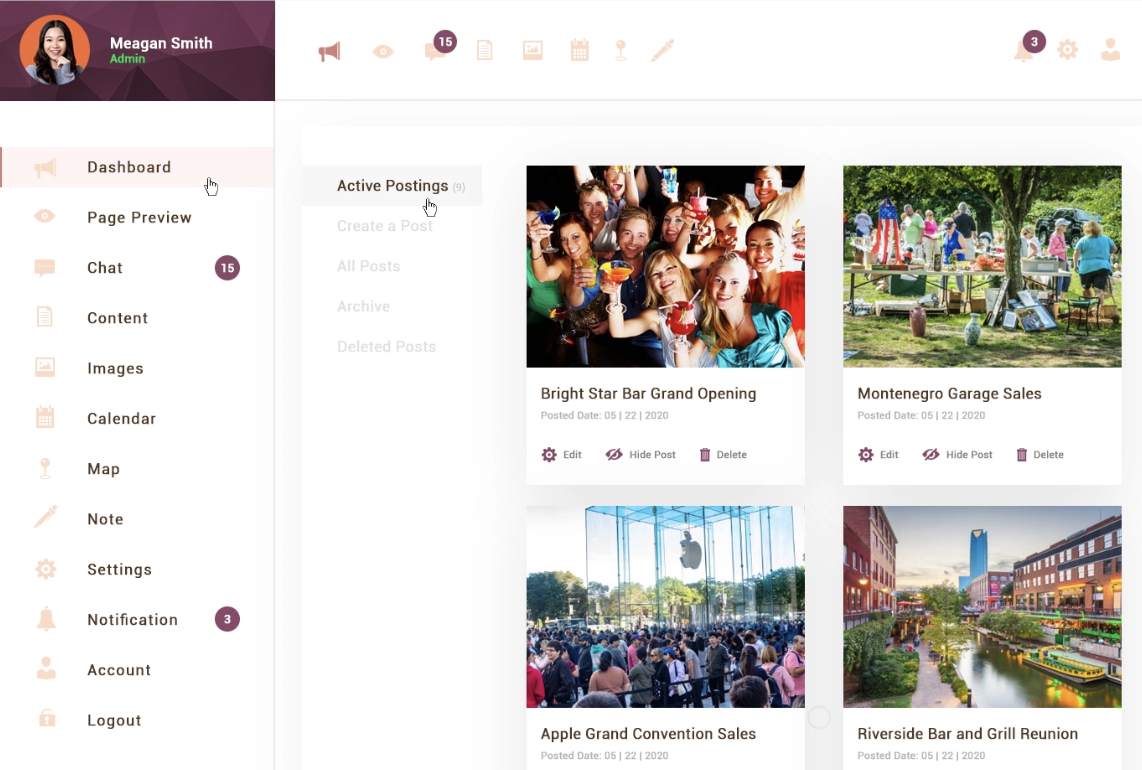 Meagan Smith
Admin
15
3
Dashboard
Page Preview
Chat 15
Content
Images
Calendar
Map
Note
Settings
Notification 3
Account
Logout
Active Postings (9)
Create a Post
All Posts
Archive
Deleted Posts
Bright Star Bar Grand Opening
Posted Date: 05 | 22 | 2020
Edit Hide Post Delete
Montenegro Garage Sales
Posted Date: 05 | 22 | 2020
Edit Hide Post Delete
Apple Grand Convention Sales
Posted Date: 05 | 22 | 2020
Riverside Bar and Grill Reunion
Posted Date: 05 | 22 | 2020